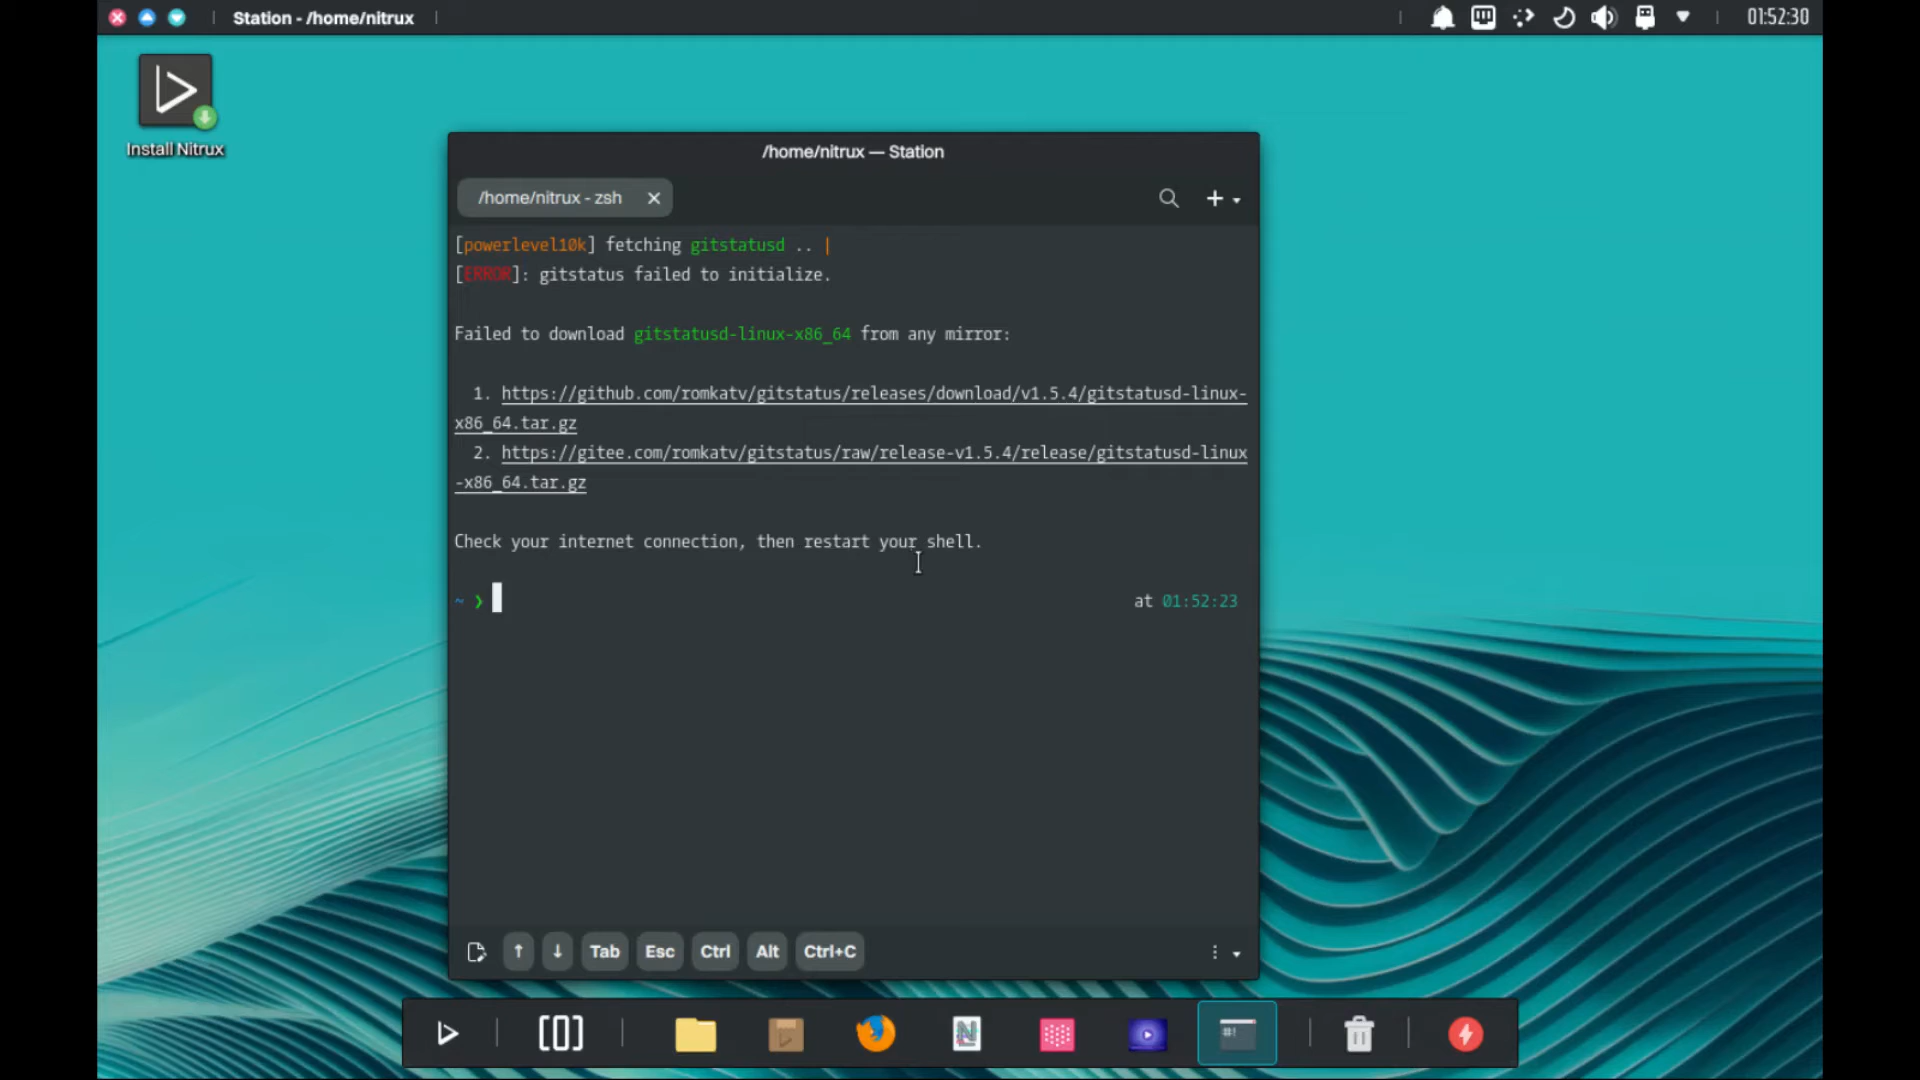 Station - /home/nitrux
01:52:30
Install Nitrux
/home/nitrux — Station
/home/nitrux - zsh
[powerlevel10k] fetching gitstatusd .. |
[ERROR]: gitstatus failed to initialize.
Failed to download gitstatusd-linux-x86_64 from any mirror:
1. https://github.com/romkatv/gitstatus/releases/download/v1.5.4/gitstatusd-linux-
x86_64.tar.gz
2. https://gitee.com/romkatv/gitstatus/raw/release-v1.5.4/release/gitstatusd-linux
-x86_64.tar.gz
Check your internet connection, then restart your shell.
~ ❯ at 01:52:23
↑ ↓ Tab Esc Ctrl Alt Ctrl+C
#!